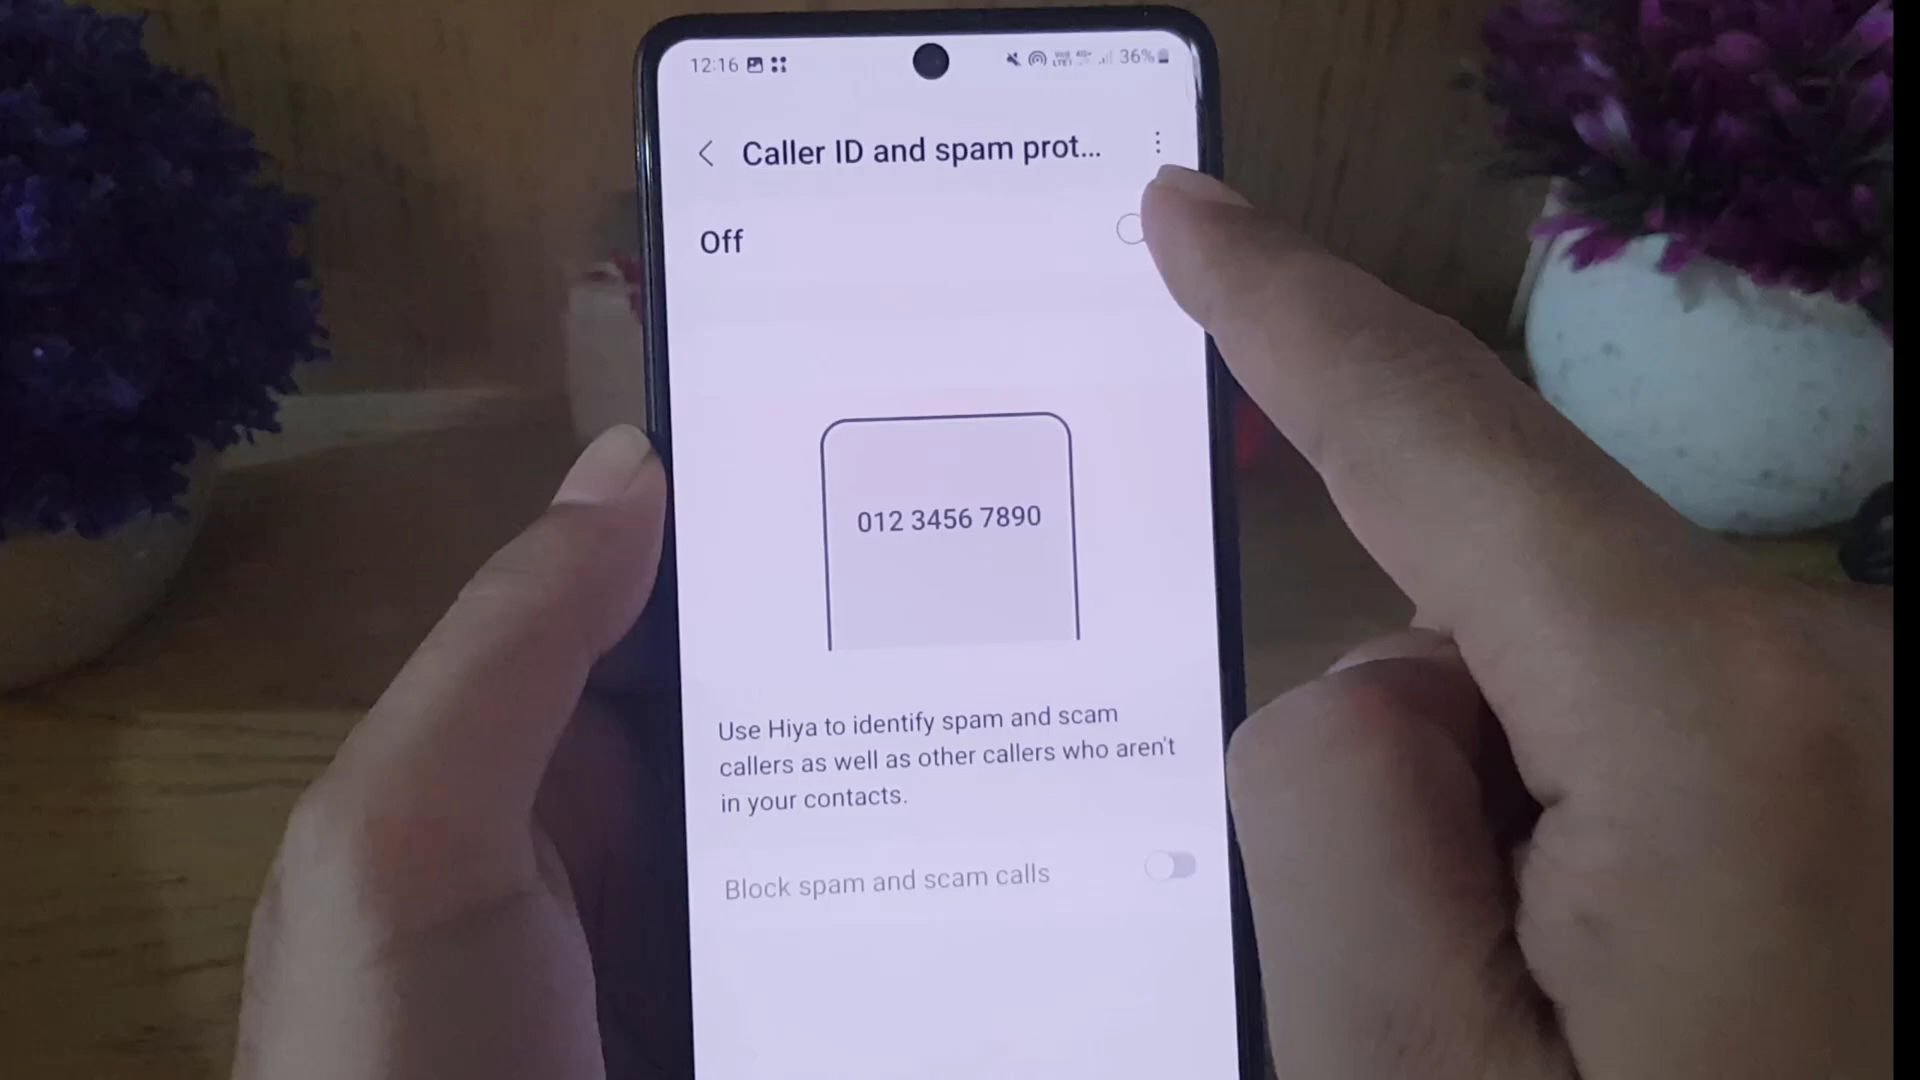 12:16 36%
Caller ID and spam prot...
Off
012 3456 7890
Use Hiya to identify spam and scam
callers as well as other callers who aren't
in your contacts.
Block spam and scam calls